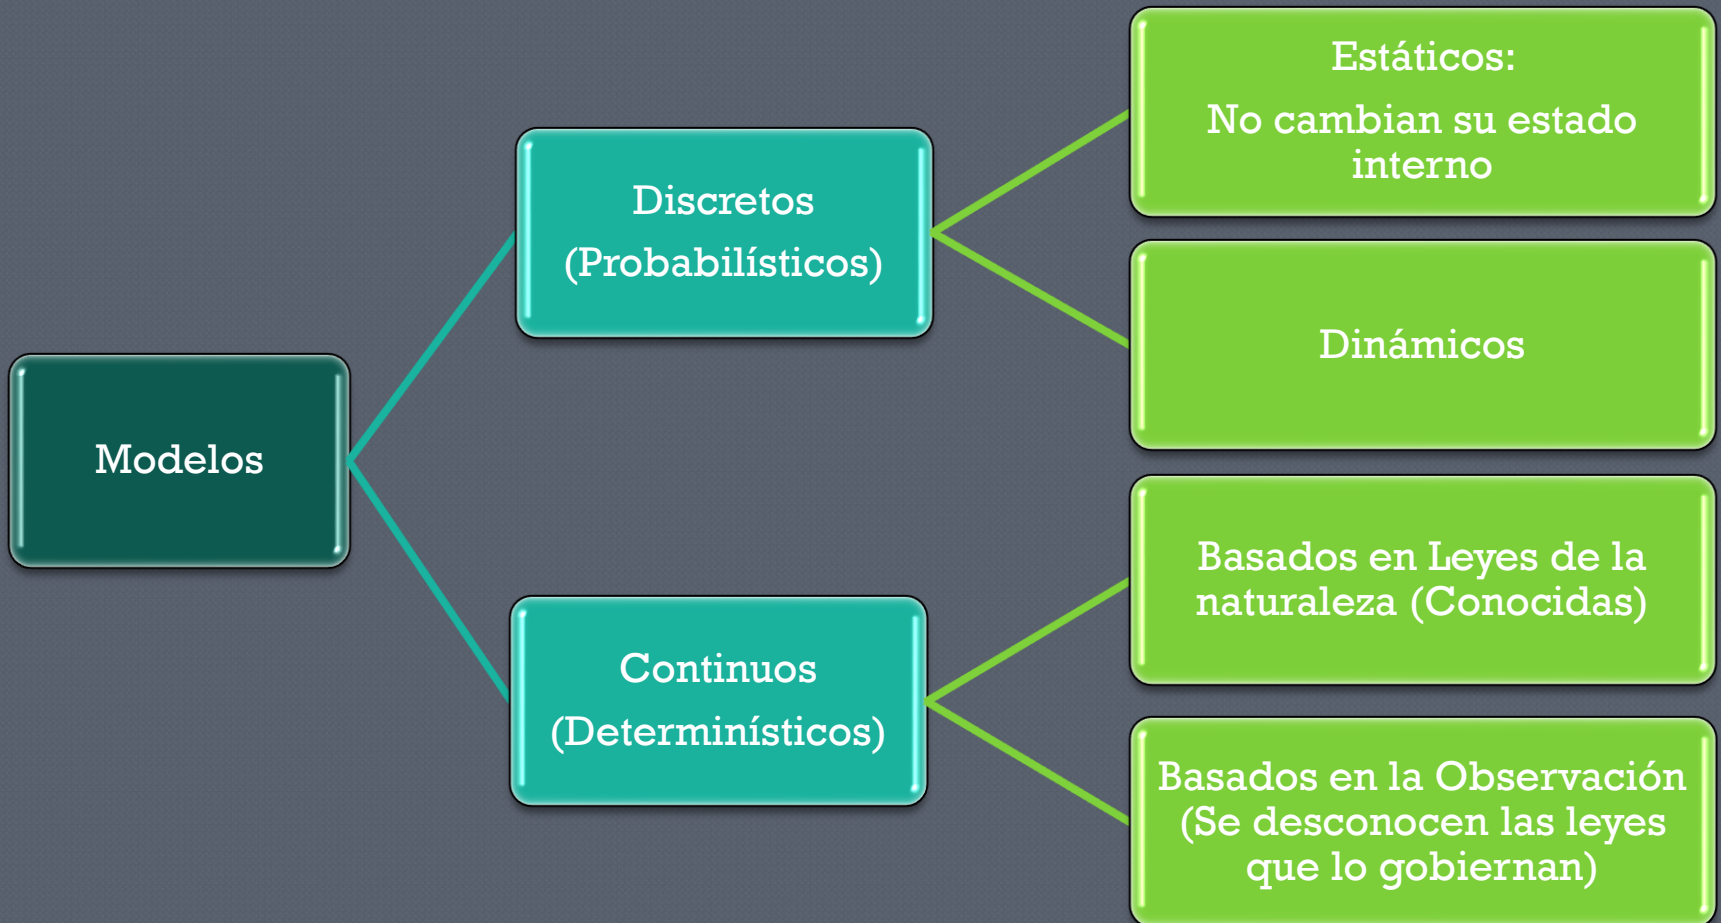 Modelos
Discretos
(Probabilísticos)
Continuos
(Determinísticos)
Estáticos:
No cambian su estado
interno
Dinámicos
Basados en Leyes de la
naturaleza (Conocidas)
Basados en la Observación
(Se desconocen las leyes
que lo gobiernan)